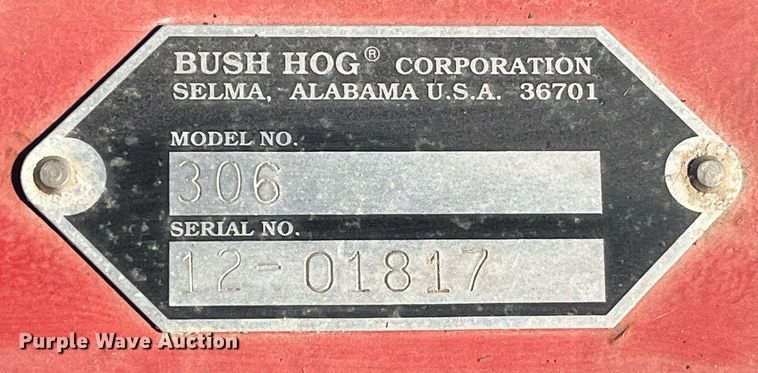 BUSH HOG® CORPORATION
SELMA, ALABAMA U.S.A. 36701
MODEL NO.
306
SERIAL NO.
12-01817
Purple Wave Auction